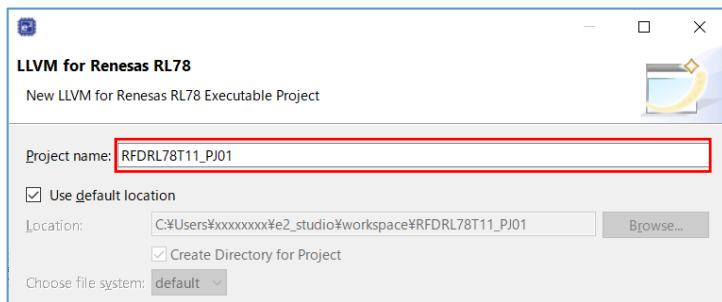 LLVM for Renesas RL78
New LLVM for Renesas RL78 Executable Project
Project name: RFDRL78T11_PJ01
Use default location
Location: C:¥Users¥xxxxxxxx¥e2_studio¥workspace¥RFDRL78T11_PJ01 Browse...
Create Directory for Project
Choose file system: default